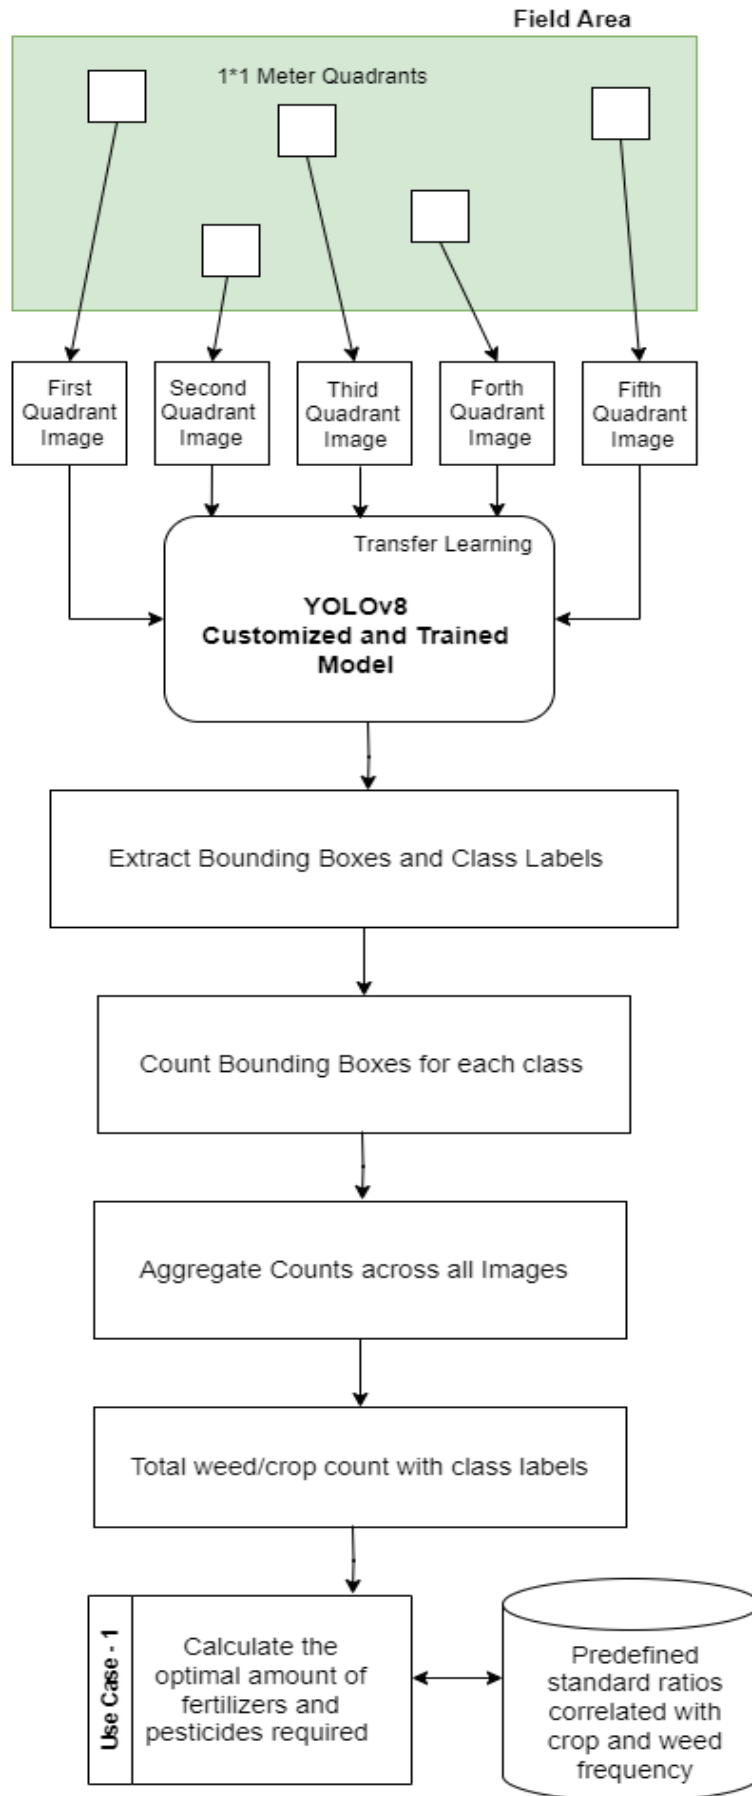 Field Area
1*1 Meter Quadrants
First
Quadrant
Image
Second
Quadrant
Image
Third
Quadrant
Image
Forth
Quadrant
Image
Fifth
Quadrant
Image
Transfer Learning
YOLOv8
Customized and Trained
Model
Extract Bounding Boxes and Class Labels
Count Bounding Boxes for each class
Aggregate Counts across all Images
Total weed/crop count with class labels
Use Case - 1
Calculate the
optimal amount of
fertilizers and
pesticides required
Predefined
standard ratios
correlated with
crop and weed
frequency